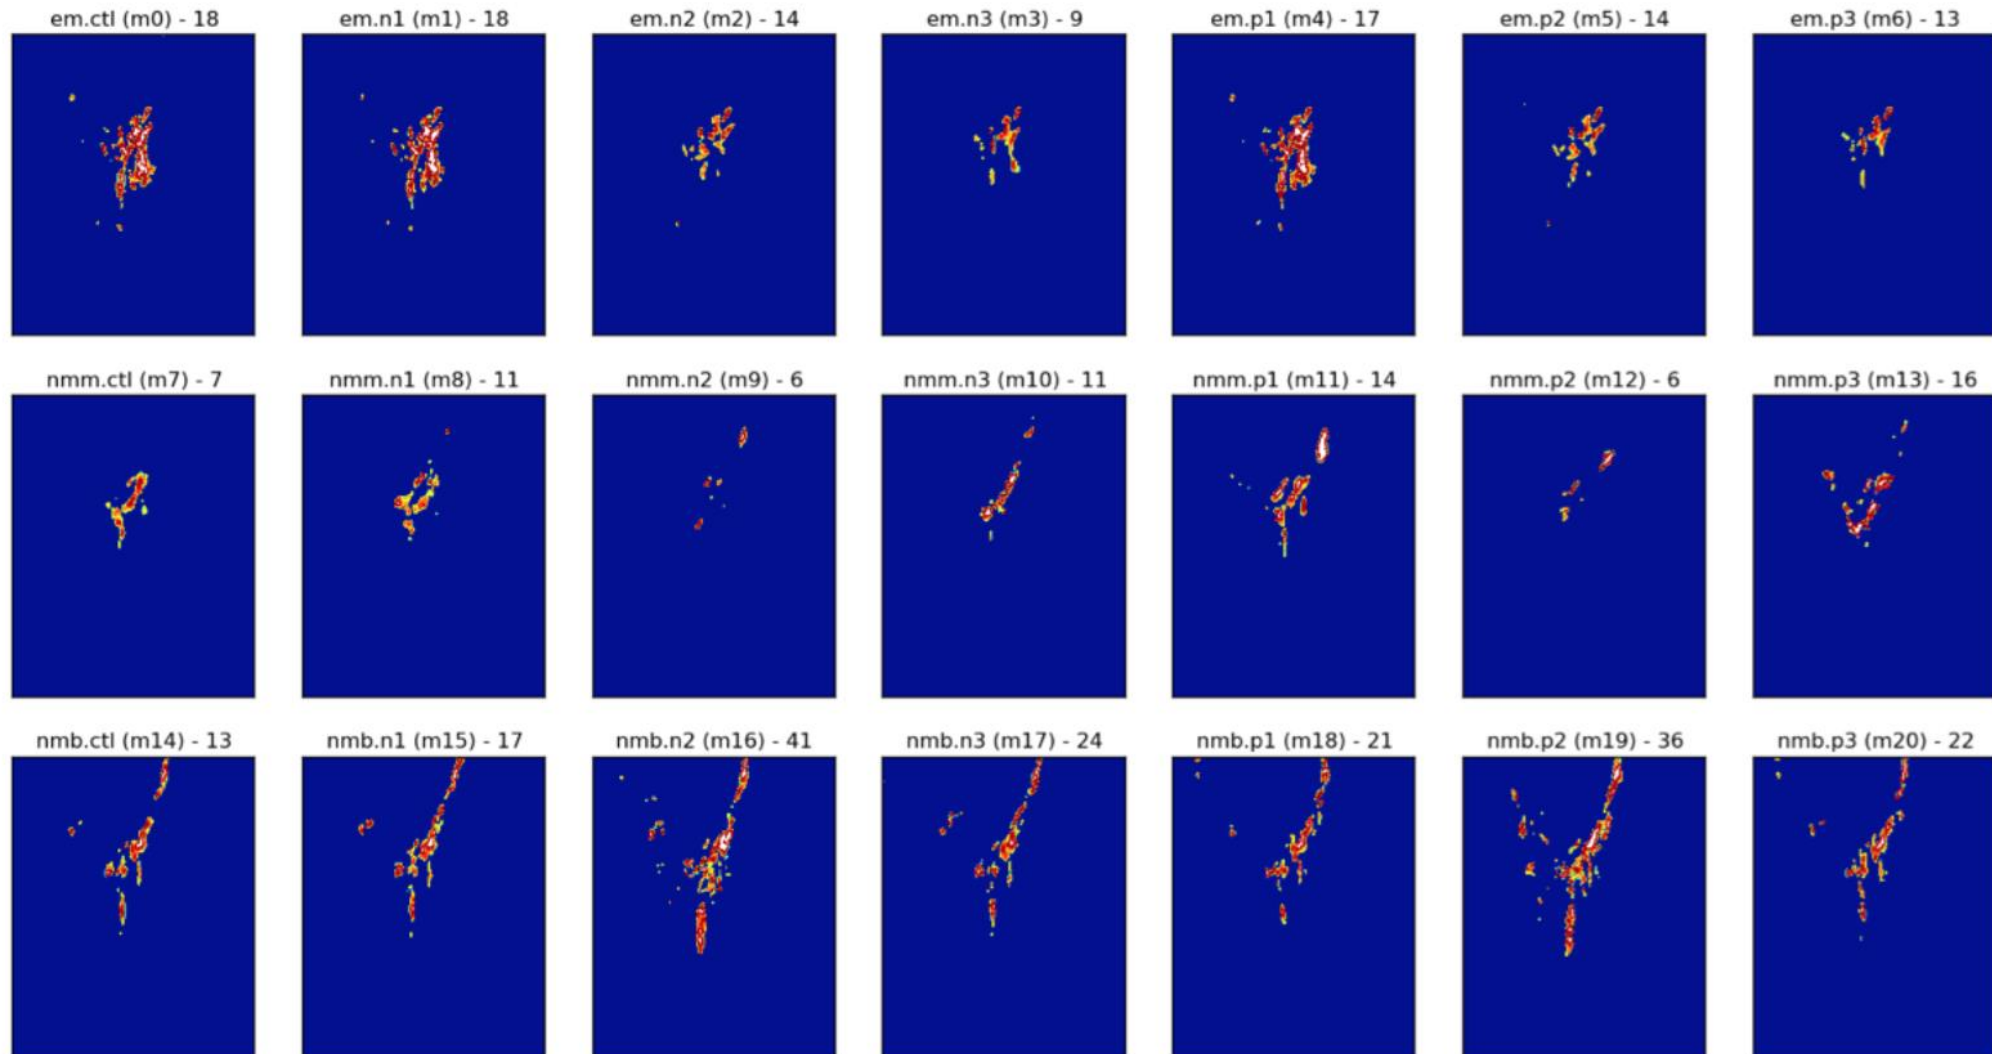 em.ctl (m0) - 18 em.n1 (m1) - 18 em.n2 (m2) - 14 em.n3 (m3) - 9 em.p1 (m4) - 17 em.p2 (m5) - 14 em.p3 (m6) - 13
nmm.ctl (m7) - 7 nmm.n1 (m8) - 11 nmm.n2 (m9) - 6 nmm.n3 (m10) - 11 nmm.p1 (m11) - 14 nmm.p2 (m12) - 6 nmm.p3 (m13) - 16
nmb.ctl (m14) - 13 nmb.n1 (m15) - 17 nmb.n2 (m16) - 41 nmb.n3 (m17) - 24 nmb.p1 (m18) - 21 nmb.p2 (m19) - 36 nmb.p3 (m20) - 22